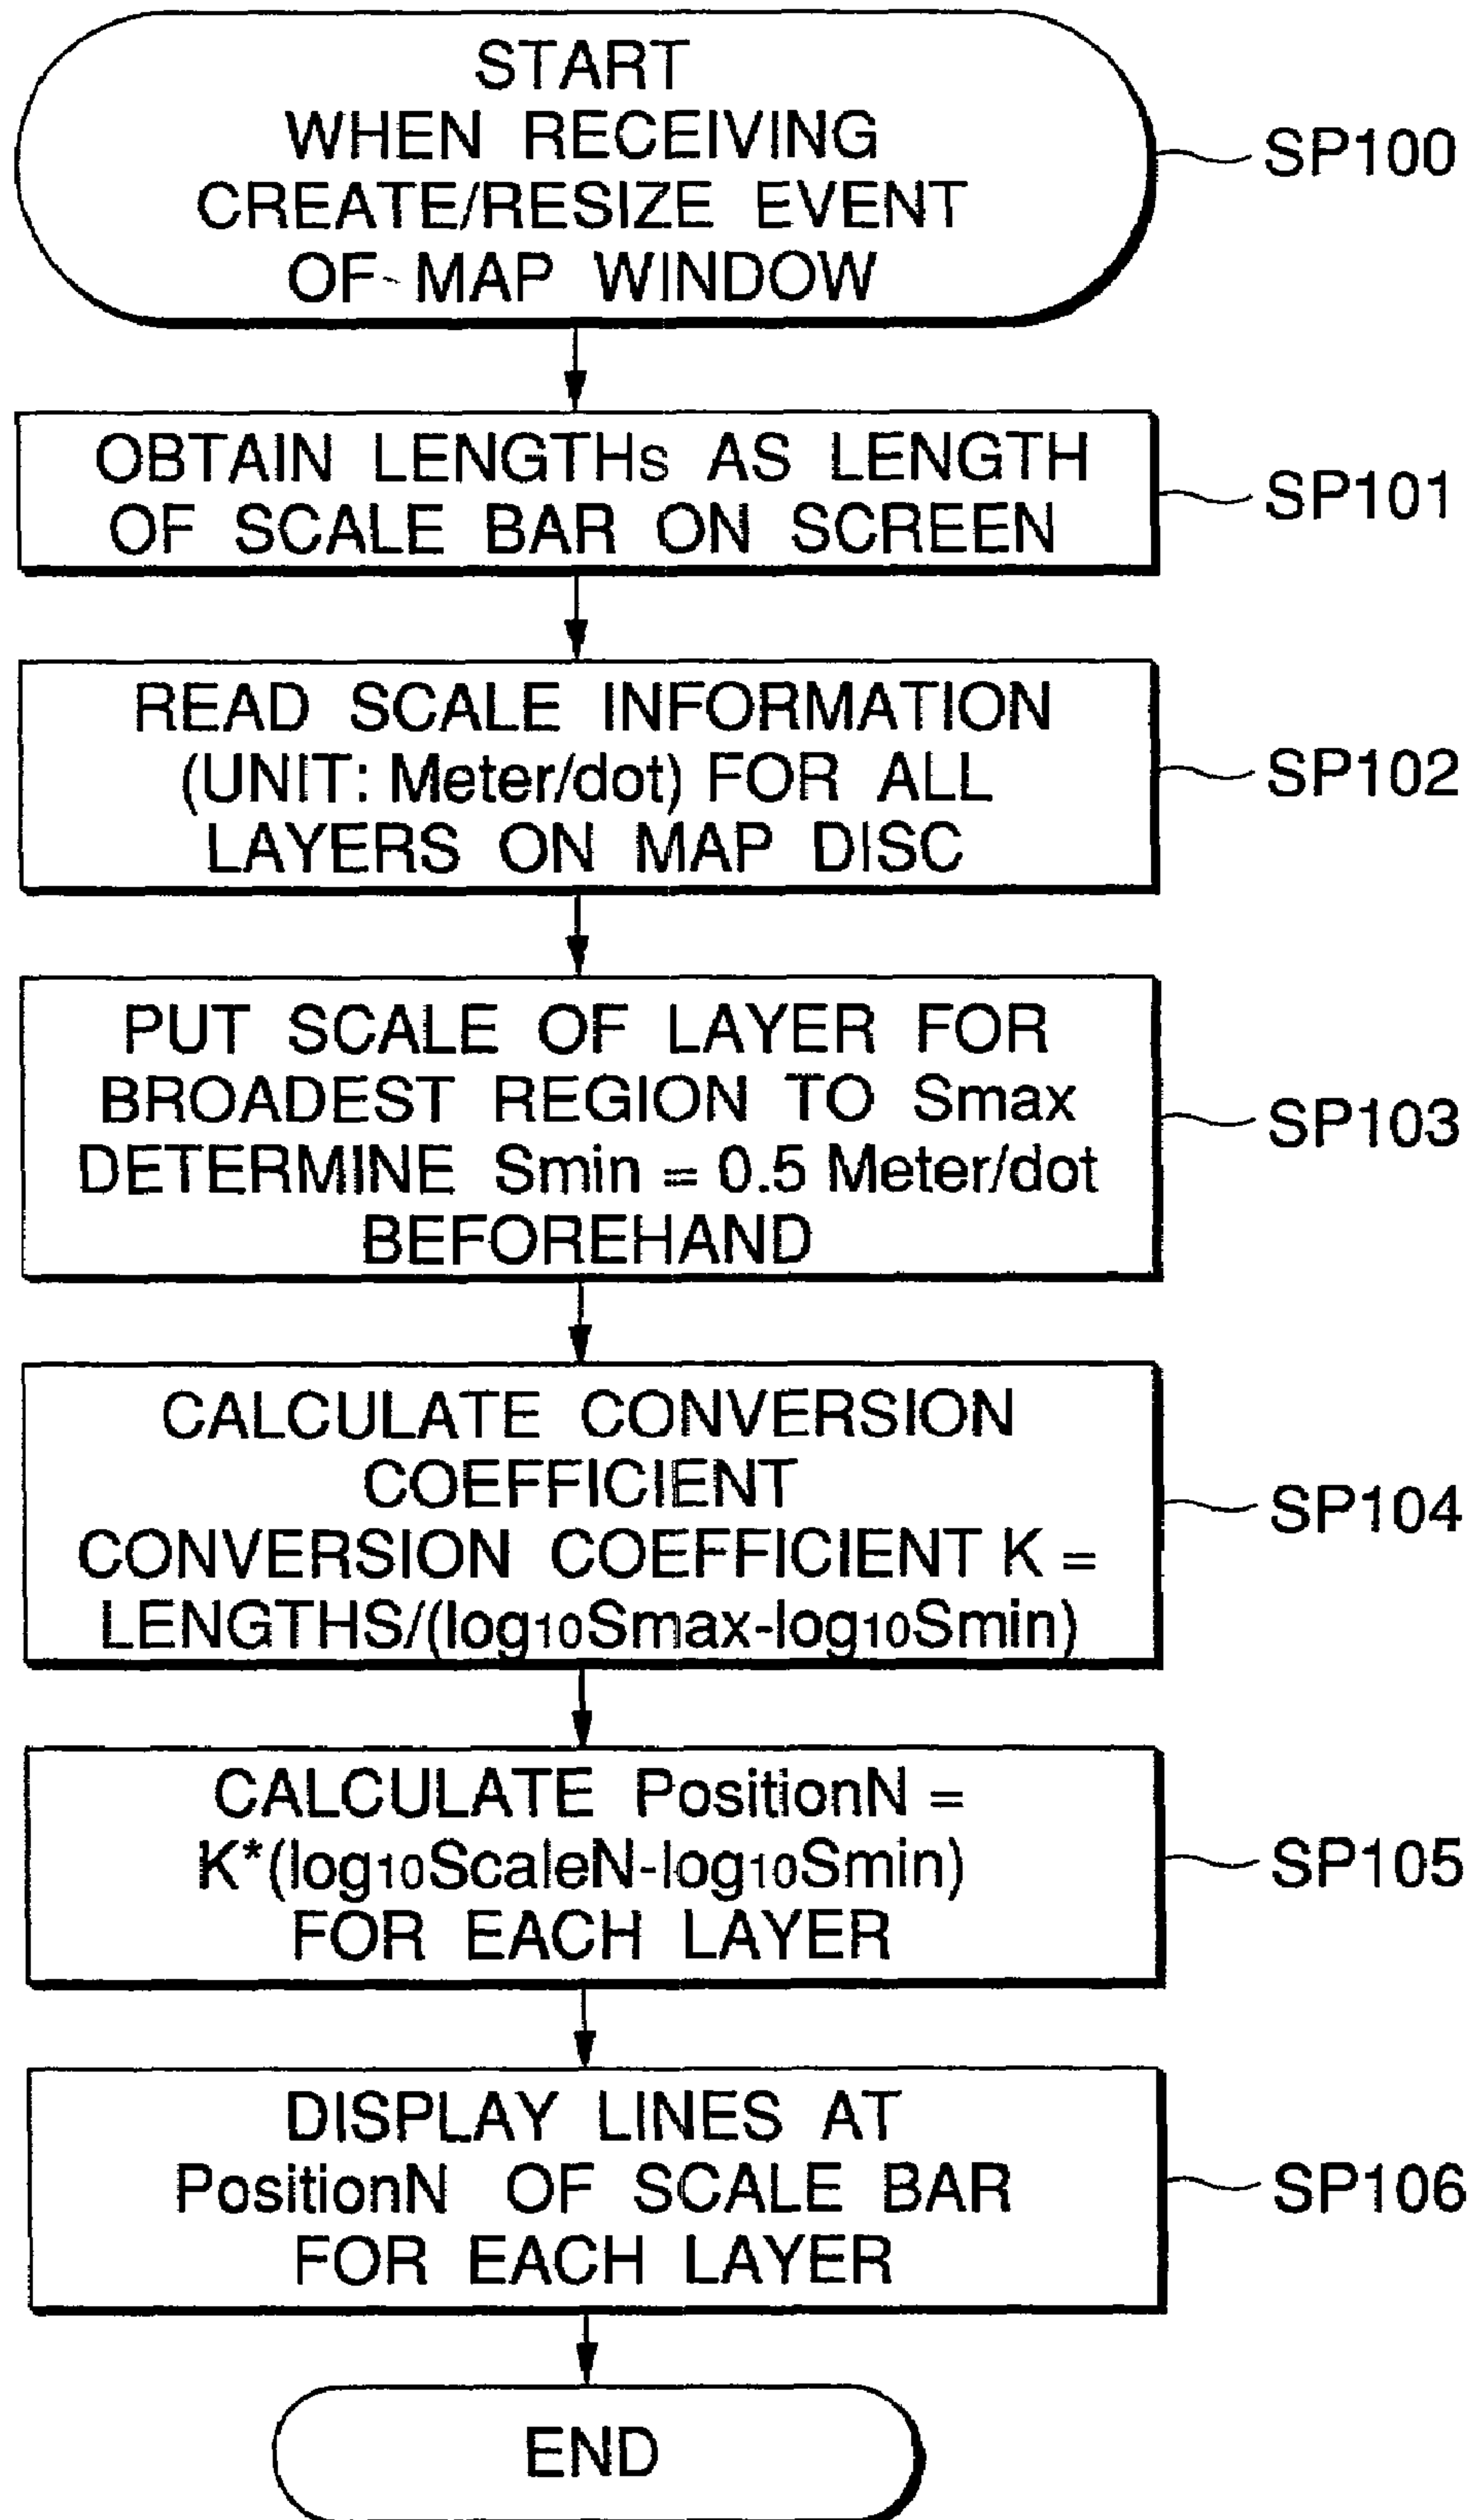 START
WHEN RECEIVING
CREATE/RESIZE EVENT
OF MAP WINDOW
SP100
OBTAIN LENGTHs AS LENGTH
OF SCALE BAR ON SCREEN
SP101
READ SCALE INFORMATION
(UNIT: Meter/dot) FOR ALL
LAYERS ON MAP DISC
SP102
PUT SCALE OF LAYER FOR
BROADEST REGION TO Smax
DETERMINE Smin = 0.5 Meter/dot
BEFOREHAND
SP103
CALCULATE CONVERSION
COEFFICIENT
CONVERSION COEFFICIENT K =
LENGTHS/(log10Smax-log10Smin)
SP104
CALCULATE PositionN =
K*(log10ScaleN-log10Smin)
FOR EACH LAYER
SP105
DISPLAY LINES AT
PositionN OF SCALE BAR
FOR EACH LAYER
SP106
END